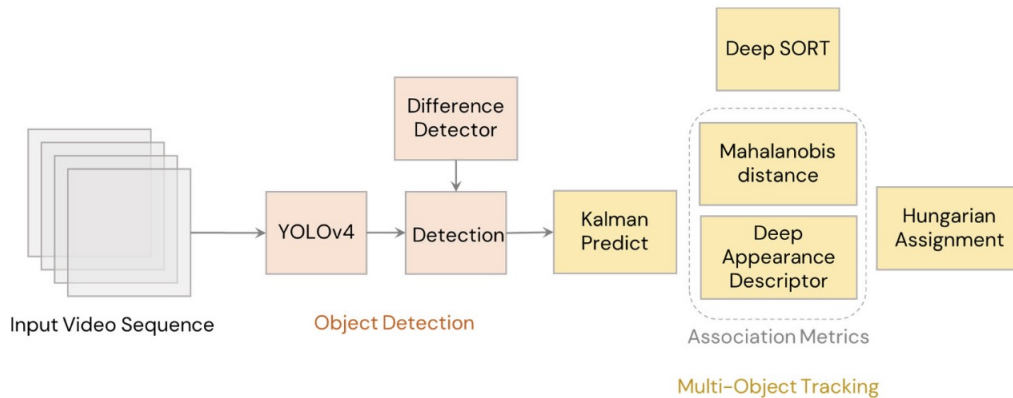 Deep SORT
Difference
Detector
Mahalanobis
distance
YOLOv4
Detection
Kalman
Predict
Deep
Appearance
Descriptor
Hungarian
Assignment
Input Video Sequence
Object Detection
Association Metrics
Multi-Object Tracking